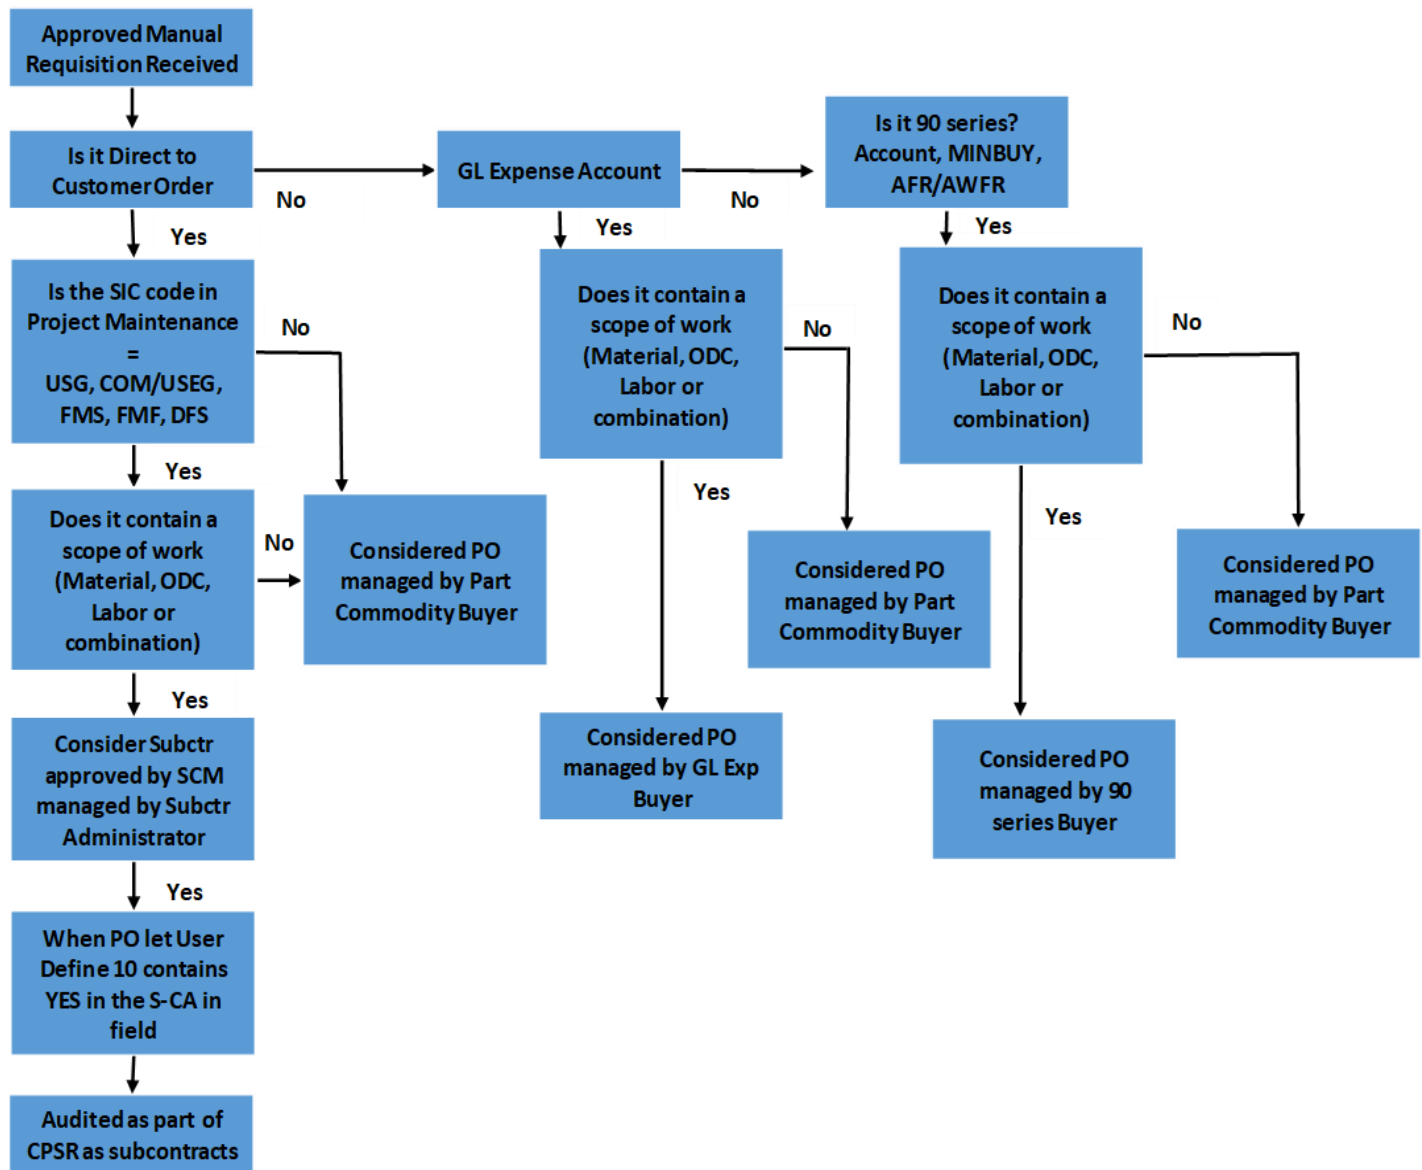 Approved Manual
Requisition Received
Is it Direct to
Customer Order
No
GL Expense Account
No
Is it 90 series?
Account, MINBUY,
AFR/AWFR
Yes
Is the SIC code in
Project Maintenance
=
USG, COM/USEG,
FMS, FMF, DFS
No
Yes
Does it contain a
scope of work
(Material, ODC,
Labor or
combination)
No
Yes
Does it contain a
scope of work
(Material, ODC,
Labor or
combination)
No
Yes
Does it contain a
scope of work
(Material, ODC,
Labor or
combination)
No
Considered PO
managed by Part
Commodity Buyer
Yes
Considered PO
managed by Part
Commodity Buyer
Yes
Considered PO
managed by Part
Commodity Buyer
Yes
Consider Subctr
approved by SCM
managed by Subctr
Administrator
Considered PO
managed by GL Exp
Buyer
Considered PO
managed by 90
series Buyer
Yes
When PO let User
Define 10 contains
YES in the S-CA in
field
Audited as part of
CPSR as subcontracts